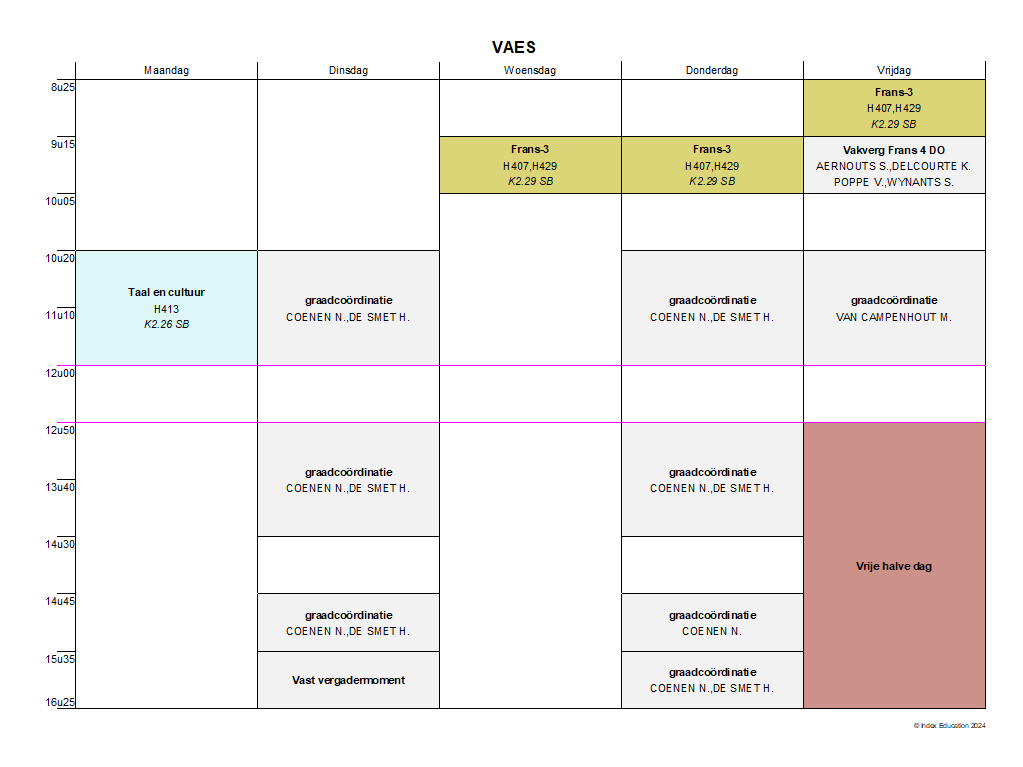 VAES
Maandag
Dinsdag
Woensdag
Donderdag
Vrijdag
8u25
9u15
10u05
10u20
11u10
12u00
12u50
13u40
14u30
14u45
15u35
16u25
Taal en cultuur
H413
K2.26 SB
graadcoördinatie
COENEN N.,DE SMET H.
graadcoördinatie
COENEN N.,DE SMET H.
graadcoördinatie
COENEN N.,DE SMET H.
Vast vergadermoment
Frans-3
H407,H429
K2.29 SB
Frans-3
H407,H429
K2.29 SB
graadcoördinatie
COENEN N.,DE SMET H.
graadcoördinatie
COENEN N.,DE SMET H.
graadcoördinatie
COENEN N.
graadcoördinatie
COENEN N.,DE SMET H.
Frans-3
H407,H429
K2.29 SB
Vakverg Frans 4 DO
AERNOUTS S.,DELCOURTE K.
POPPE V.,WYNANTS S.
graadcoördinatie
VAN CAMPENHOUT M.
Vrije halve dag
© Index Education 2024